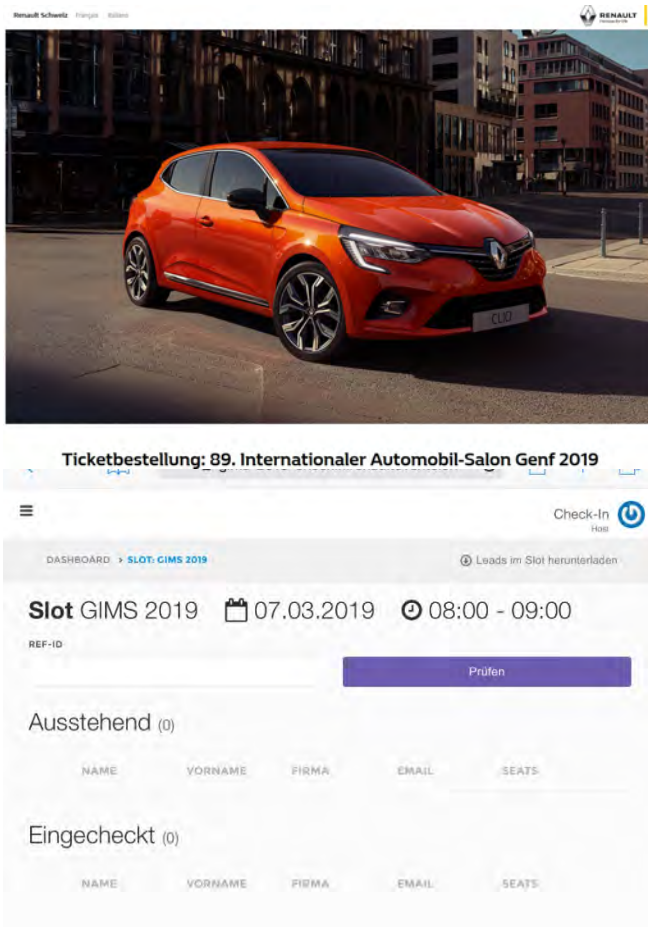 Renault Schweiz Français Italiano
RENAULT
CLIO
Ticketbestellung: 89. Internationaler Automobil-Salon Genf 2019
Check-In
Host
DASHBOARD > SLOT: GIMS 2019
Leads im Slot herunterladen
Slot GIMS 2019 07.03.2019 08:00 - 09:00
REF-ID
Prüfen
Ausstehend (0)
NAME VORNAME FIRMA EMAIL SEATS
Eingecheckt (0)
NAME VORNAME FIRMA EMAIL SEATS